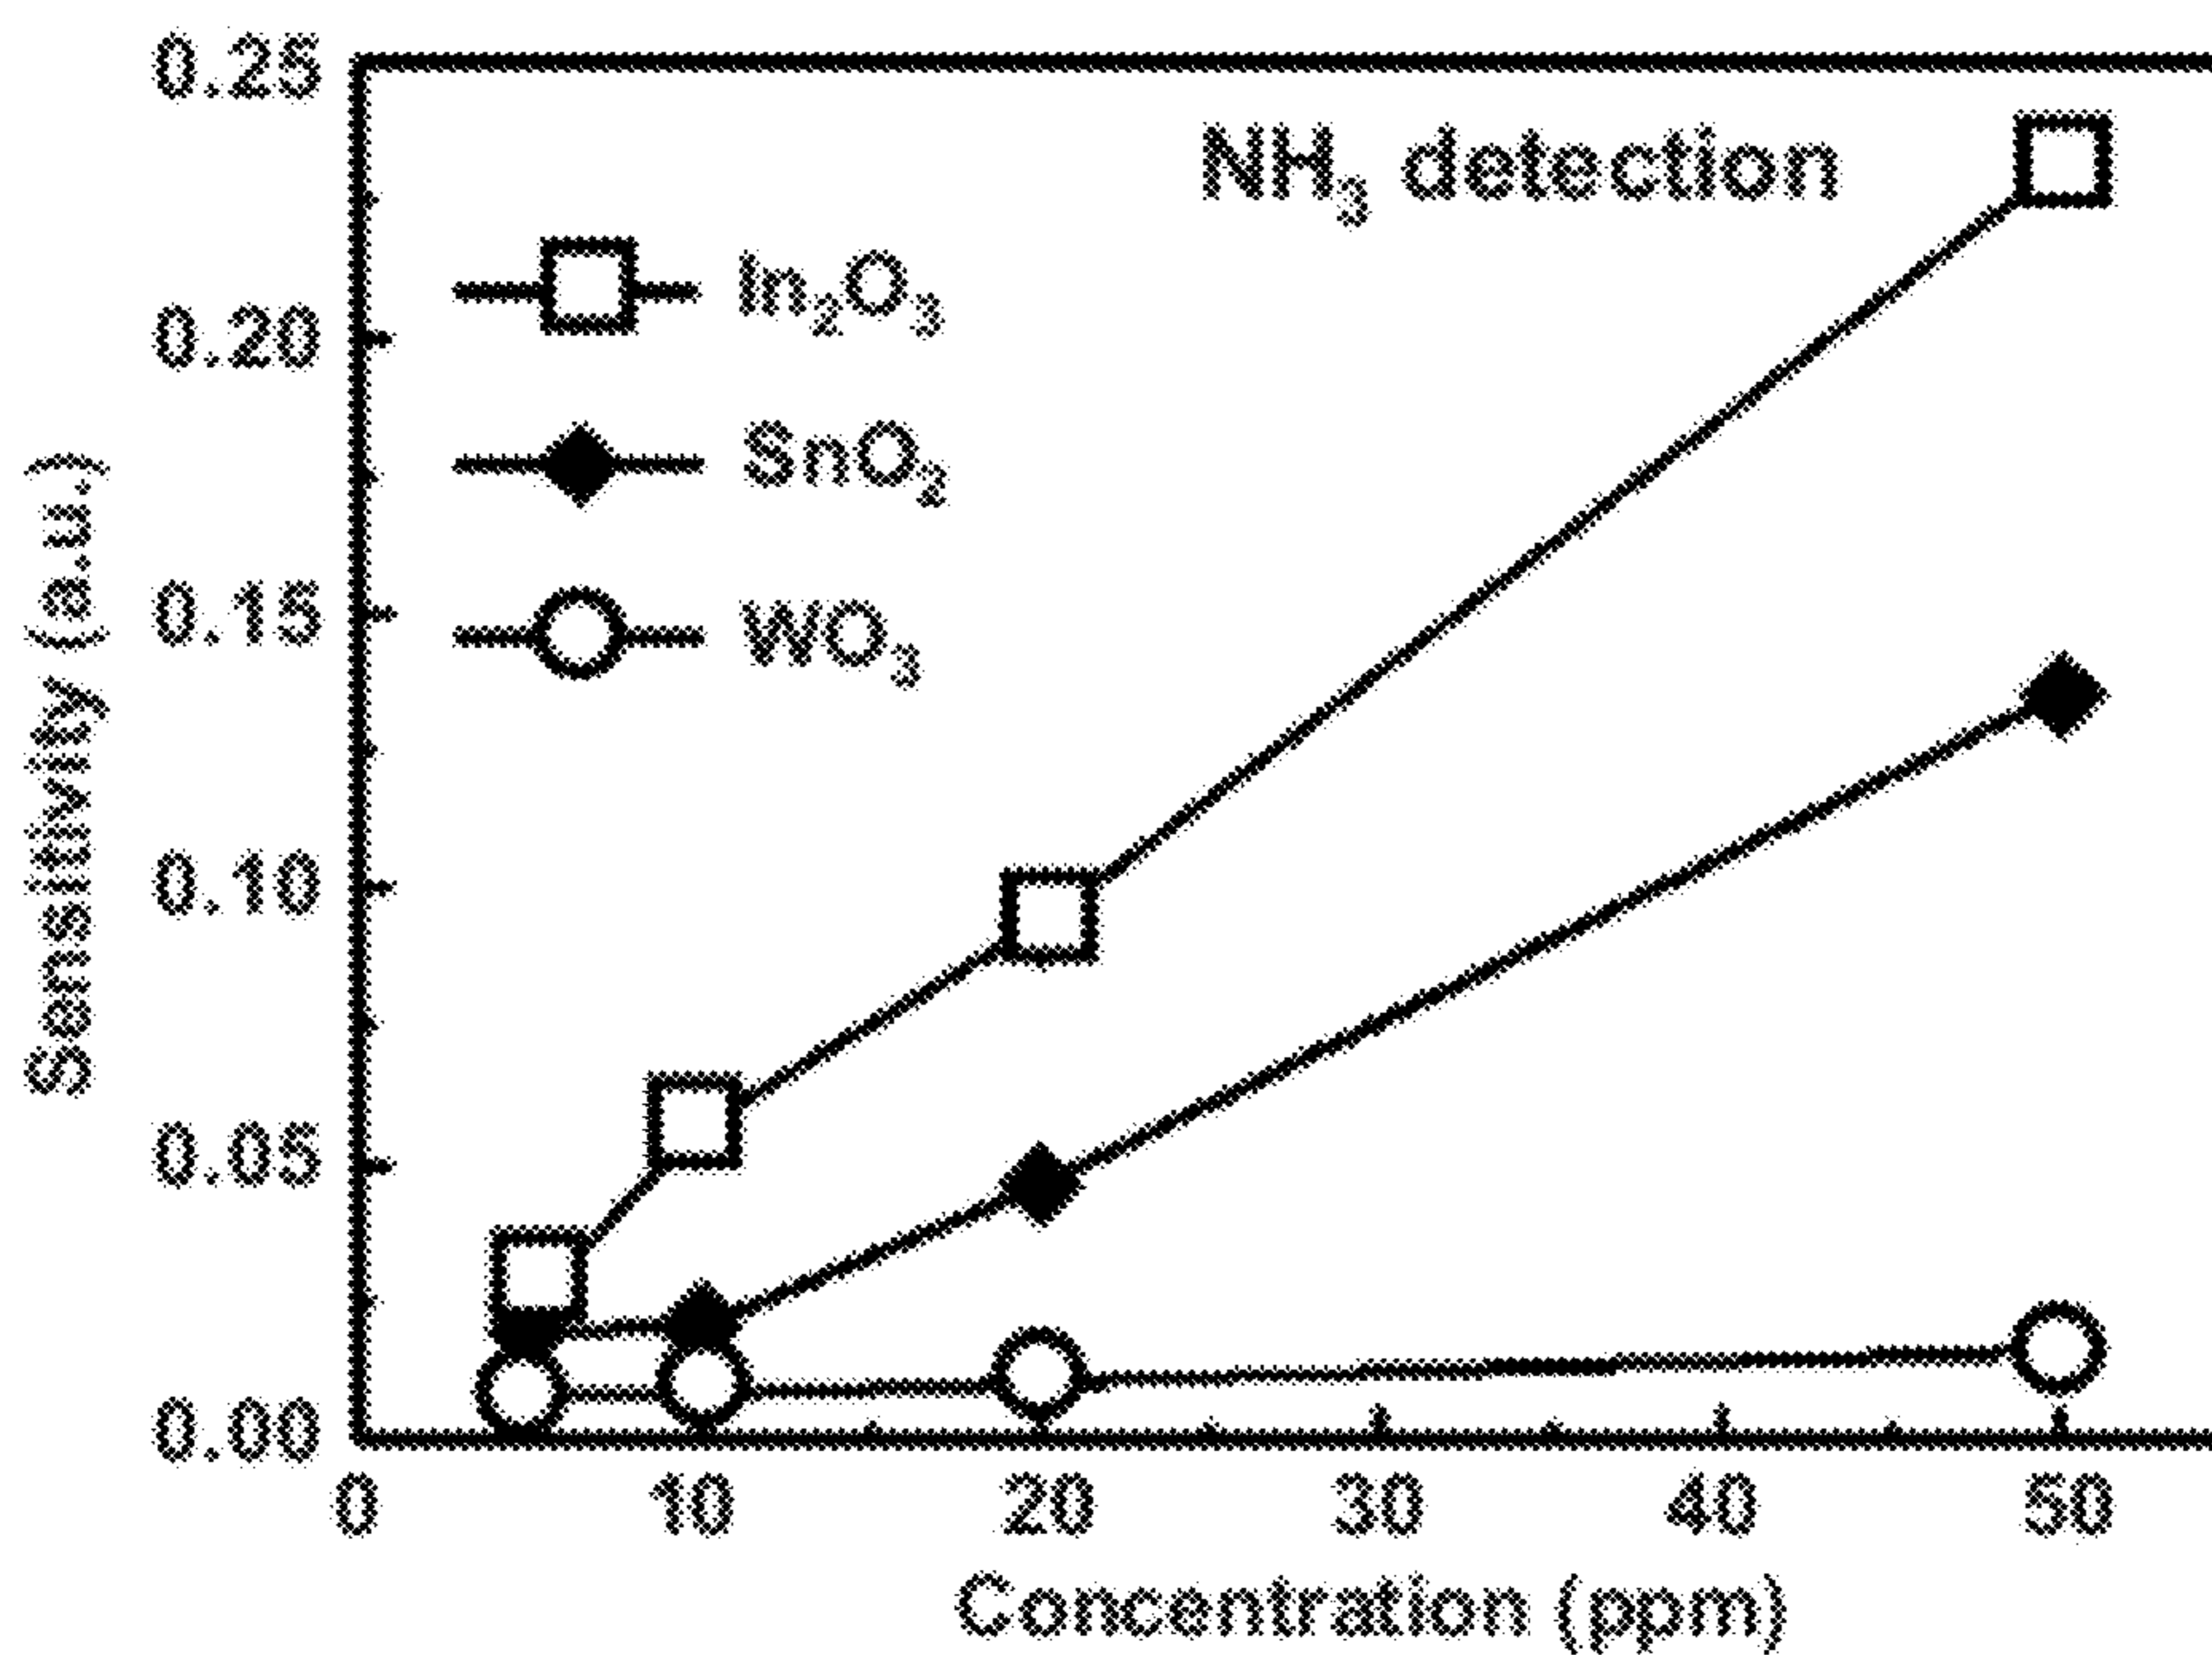 0.25
NH₃ detection
In₂O₃
0.20
SnO₂
0.15
WO₃
Sensitivity (a.u.)
0.10
0.05
0.00
0 10 20 30 40 50
Concentration (ppm)